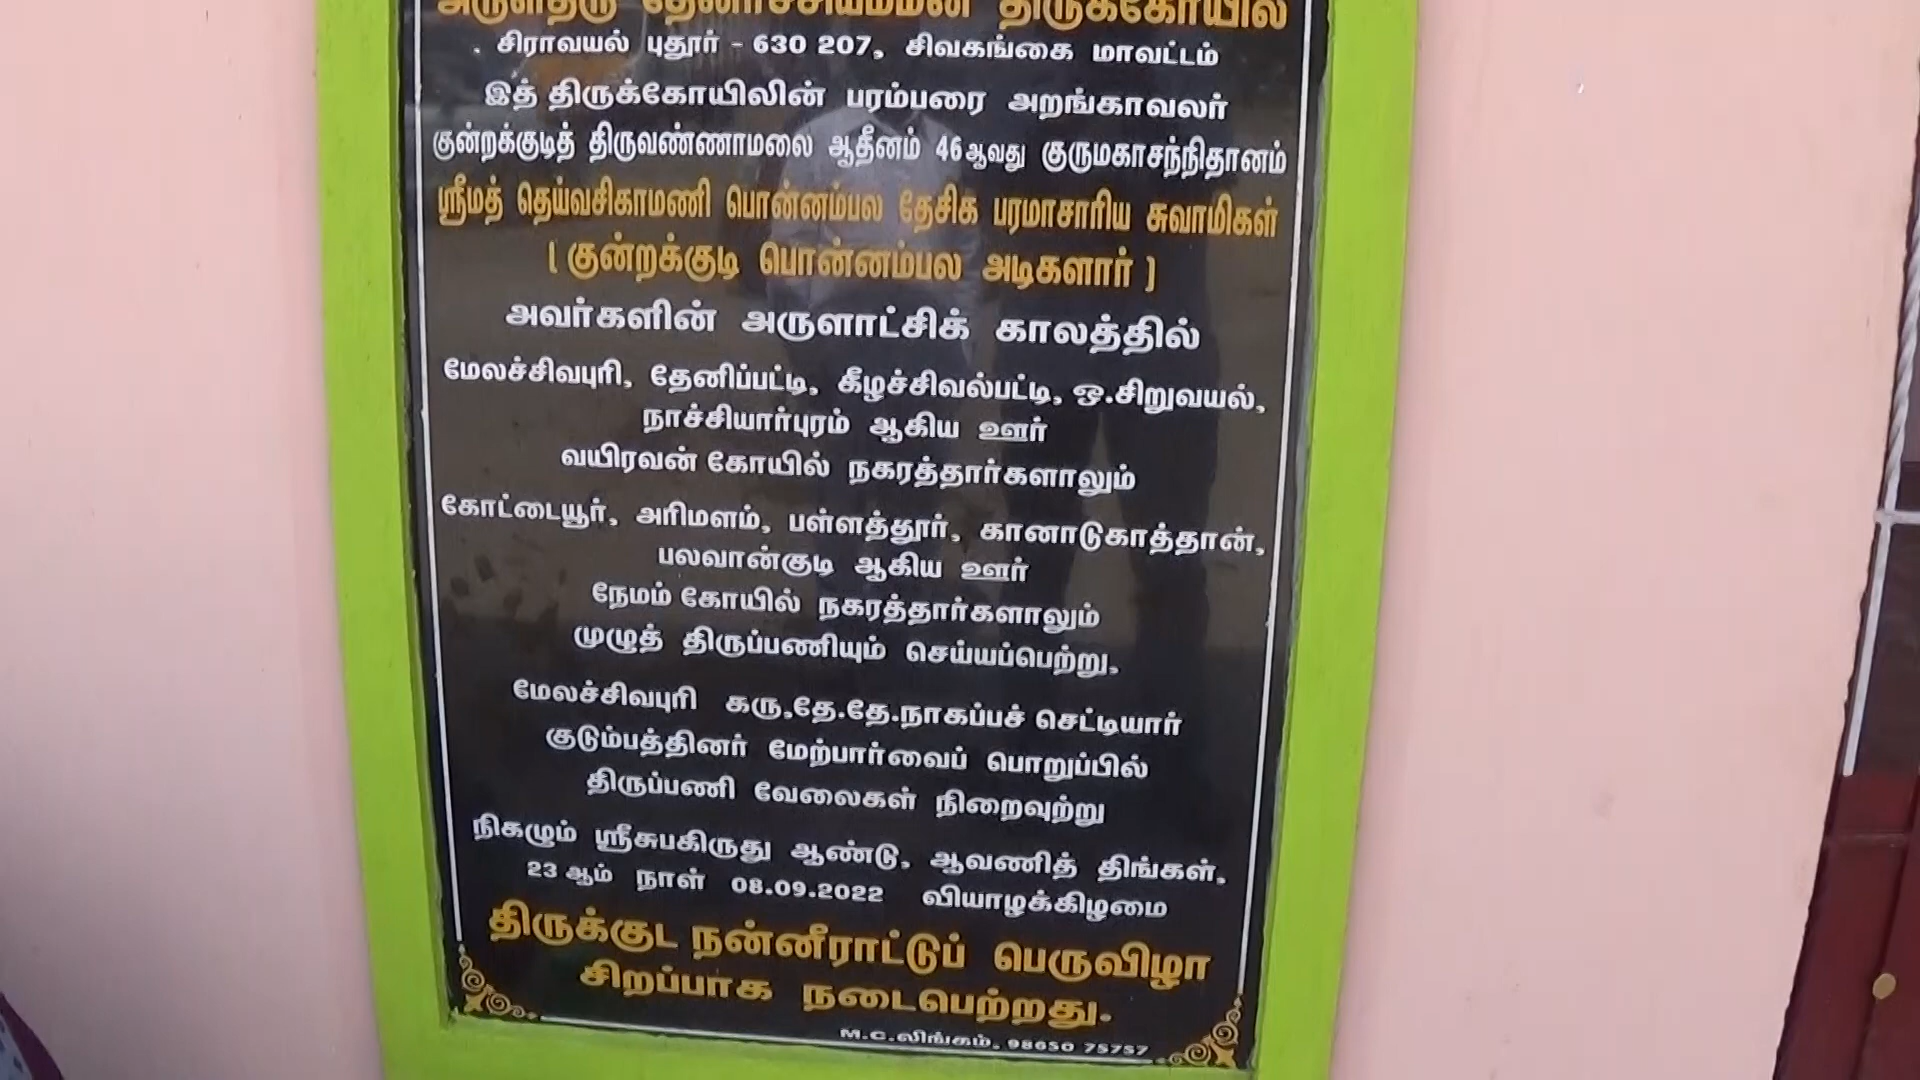 அருள்திரு தேனாச்சியம்மன் திருக்கோயில்
சிராவயல் புதூர் - 630 207, சிவகங்கை மாவட்டம்
இத் திருக்கோயிலின் பரம்பரை அறங்காவலர்
குன்றக்குடித் திருவண்ணாமலை ஆதீனம் 46ஆவது குருமகாசந்நிதானம்
ஸ்ரீமத் தெய்வசிகாமணி பொன்னம்பல தேசிக பரமாசாரிய சுவாமிகள்
( குன்றக்குடி பொன்னம்பல அடிகளார் )
அவர்களின் அருளாட்சிக் காலத்தில்
மேலச்சிவபுரி, தேனிப்பட்டி, கீழச்சிவல்பட்டி, ஒ.சிறுவயல்,
நாச்சியார்புரம் ஆகிய ஊர்
வயிரவன் கோயில் நகரத்தார்களாலும்
கோட்டையூர், அரிமளம், பள்ளத்தூர், கானாடுகாத்தான்,
பலவான்குடி ஆகிய ஊர்
நேமம் கோயில் நகரத்தார்களாலும்
முழுத் திருப்பணியும் செய்யப்பெற்று,
மேலச்சிவபுரி கரு.தே.தே.நாகப்பச் செட்டியார்
குடும்பத்தினர் மேற்பார்வைப் பொறுப்பில்
திருப்பணி வேலைகள் நிறைவுற்று
நிகழும் ஸ்ரீசுபகிருது ஆண்டு, ஆவணித் திங்கள்,
23 ஆம் நாள் 08.09.2022 வியாழக்கிழமை
திருக்குட நன்னீராட்டுப் பெருவிழா
சிறப்பாக நடைபெற்றது.
M.C.லிங்கம், 98650 75757